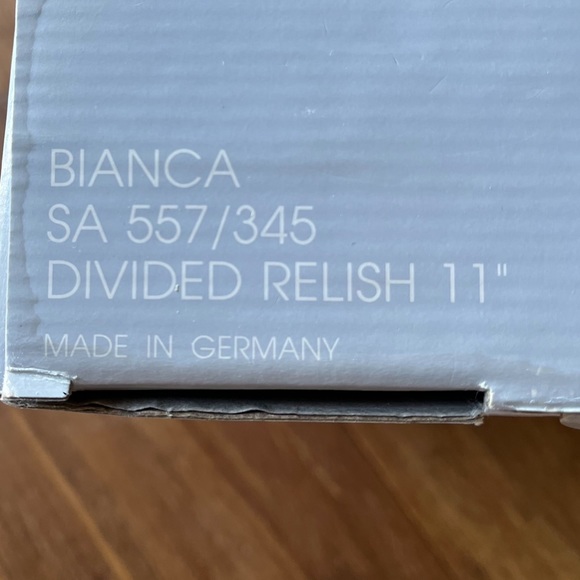 BIANCA
SA 557/345
DIVIDED RELISH 11"
MADE IN GERMANY